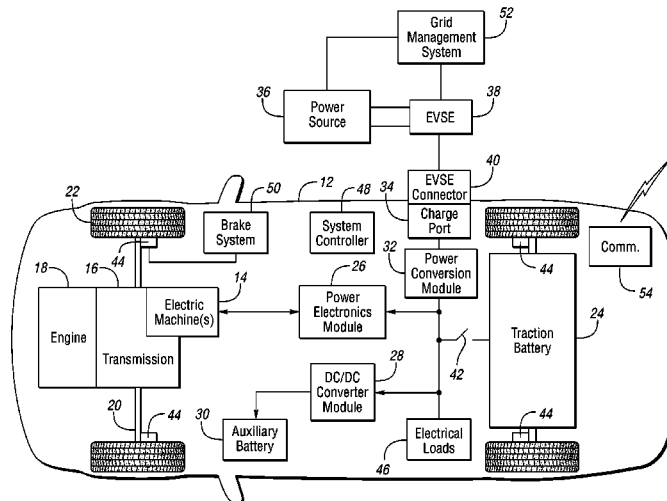 Grid
Management
System
52
36
Power
Source
38
EVSE
40
EVSE
Connector
34
Charge
Port
22
50
12
48
Brake
System
System
Controller
32
Power
Conversion
Module
Comm.
54
44
44
18
16
14
26
Engine
Electric
Machine(s)
Transmission
Power
Electronics
Module
42
Traction
Battery
24
28
DC/DC
Converter
Module
20
44
30
Auxiliary
Battery
Electrical
Loads
46
44